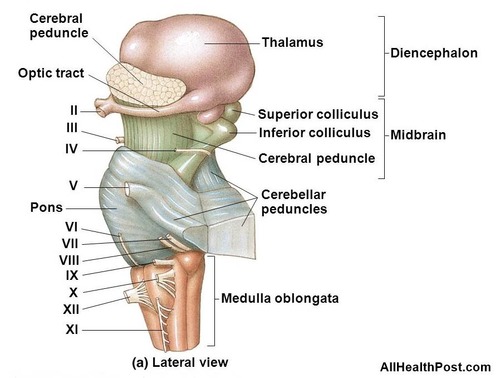 Cerebral
peduncle
Thalamus
Diencephalon
Optic tract
II
Superior colliculus
III
Inferior colliculus
Midbrain
IV
Cerebral peduncle
V
Cerebellar
peduncles
Pons
VI
VII
VIII
IX
X
Medulla oblongata
XII
XI
(a) Lateral view
AllHealthPost.com